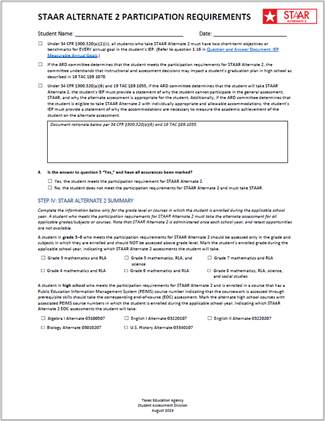 STAAR ALTERNATE 2 PARTICIPATION REQUIREMENTS
STAAR
ALTERNATE 2
Student Name: Date:
Under 34 CFR §300.320(a)(2)(ii), all students who take STAAR Alternate 2 must have two short-term objectives or
benchmarks for EVERY annual goal in the student's IEP. (Refer to question 1.18 in Question and Answer Document: IEP
Measurable Annual Goals.)
If the ARD committee determines that the student meets the participation requirements for STAAR Alternate 2, the
committee understands that instruction and assessment decisions may impact a student's graduation plan in high school as
described in 19 TAC §89.1070.
Under 34 CFR §300.320(a)(6) and 19 TAC §89.1055, if the ARD committee determines that the student will take STAAR
Alternate 2, the student's IEP must provide a statement of why the student cannot participate in the general assessment,
STAAR, and why the alternate assessment is appropriate for the student. Additionally, if the ARD committee determines that
the student is eligible to take STAAR Alternate 2 with individually appropriate and allowable accommodations, the student's
IEP must provide a statement of why the accommodations are necessary to measure the academic achievement of the
student on the alternate assessment.
Document rationale below per 34 CFR §300.320(a)(6) and 19 TAC §89.1055.
4. Is the answer to question 3 "Yes," and have all assurances been marked?
Yes, the student meets the participation requirement for STAAR Alternate 2.
No, the student does not meet the participation requirements for STAAR Alternate 2 and must take STAAR.
STEP IV: STAAR ALTERNATE 2 SUMMARY
Complete the information below only for the grade level or courses in which the student is enrolled during the applicable school
year. A student who meets the participation requirements for STAAR Alternate 2 must take the alternate assessment for all
applicable grades/subjects or courses. Note that STAAR Alternate 2 is administered once each school year, and retest opportunities
are not available.
A student in grade 3–8 who meets the participation requirements for STAAR Alternate 2 should be assessed only in the grade and
subjects in which they are enrolled and should NOT be assessed above grade level. Mark the student's enrolled grade during the
applicable school year, indicating which STAAR Alternate 2 assessments the student will take.
Grade 3 mathematics and RLA Grade 5 mathematics, RLA, and science Grade 7 mathematics and RLA
Grade 4 mathematics and RLA Grade 6 mathematics and RLA Grade 8 mathematics, RLA, science, and social studies
A student in high school who meets the participation requirements for STAAR Alternate 2 and is enrolled in a course that has a
Public Education Information Management System (PEIMS) course number indicating that the coursework is accessed through
prerequisite skills should take the corresponding end-of-course (EOC) assessment. Mark the alternate high school courses with
associated PEIMS course numbers in which the student is enrolled during the applicable school year, indicating which STAAR
Alternate 2 EOC assessments the student will take.
Algebra I Alternate 03100507 English I Alternate 03220107 English II Alternate 03220207
Biology Alternate 03010207 U.S. History Alternate 03340107
Texas Education Agency
Student Assessment Division
August 2023